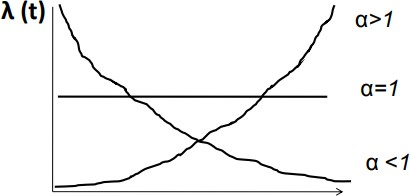 λ (t)
α>1
α=1
α <1